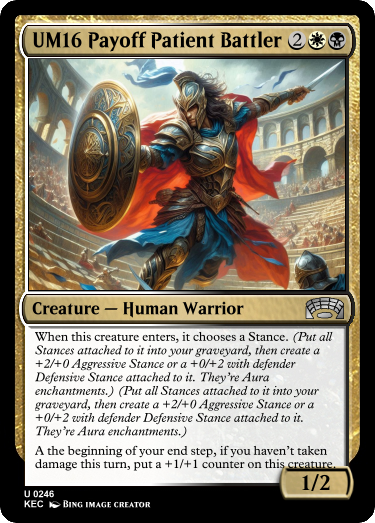 UM16 Payoff Patient Battler 2
Creature — Human Warrior
When this creature enters, it chooses a Stance. (Put all
Stances attached to it into your graveyard, then create a
+2/+0 Aggressive Stance or a +0/+2 with defender
Defensive Stance attached to it. They're Aura
enchantments.) (Put all Stances attached to it into your
graveyard, then create a +2/+0 Aggressive Stance or a
+0/+2 with defender Defensive Stance attached to it.
They're Aura enchantments.)
A the beginning of your end step, if you haven't taken
damage this turn, put a +1/+1 counter on this creature.
1/2
U 0246
KEC BING IMAGE CREATOR